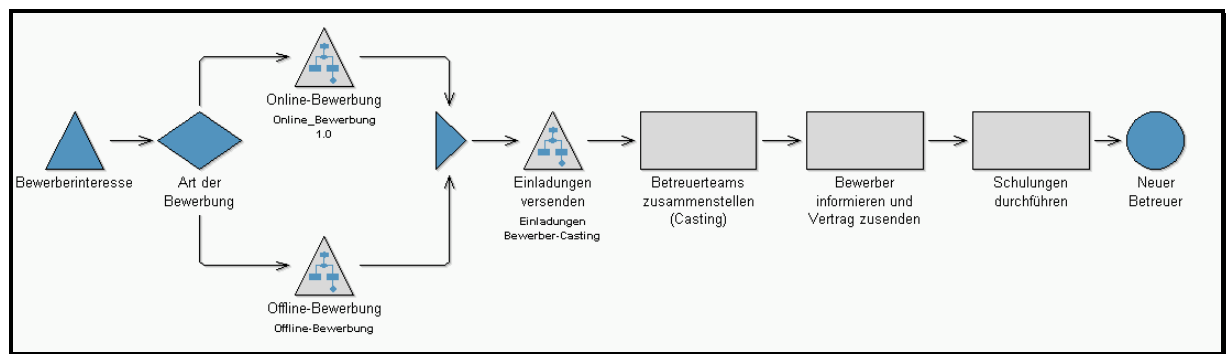 Bewerberinteresse
Art der
Bewerbung
Online-Bewerbung
Online_Bewerbung
1.0
Offline-Bewerbung
Offline-Bewerbung
Einladungen
versenden
Einladungen
Bewerber-Casting
Betreuerteams
zusammenstellen
(Casting)
Bewerber
informieren und
Vertrag zusenden
Schulungen
durchführen
Neuer
Betreuer